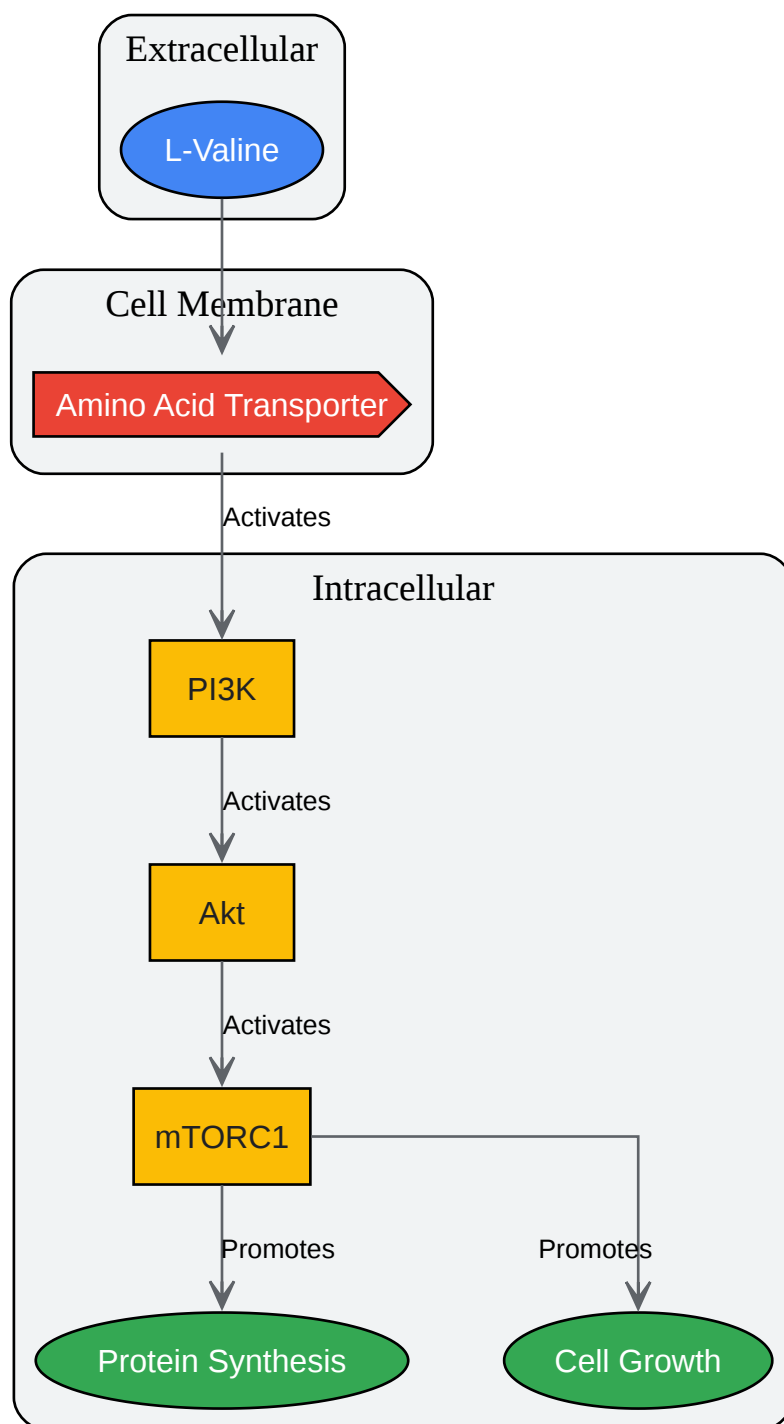 Extracellular
L-Valine
Cell Membrane
Amino Acid Transporter
Activates
Intracellular
PI3K
Activates
Akt
Activates
mTORC1
Promotes
Promotes
Protein Synthesis
Cell Growth